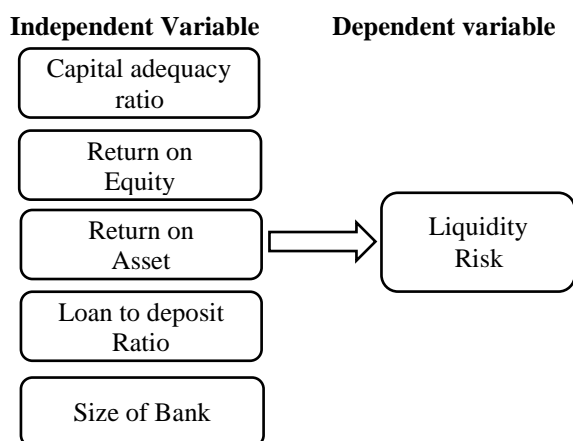 Independent Variable
Dependent variable
Capital adequacy
ratio
Return on
Equity
Return on
Asset
Loan to deposit
Ratio
Size of Bank
Liquidity
Risk